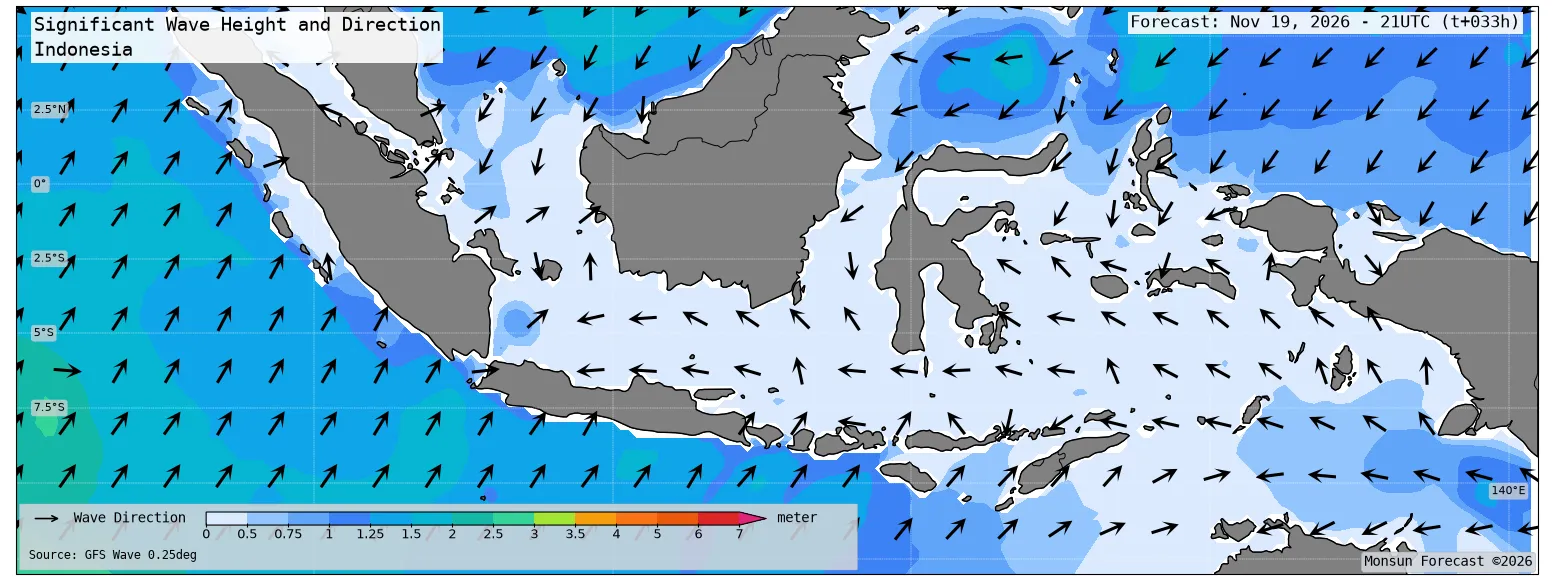 Significant Wave Height and Direction
Indonesia
Forecast: Nov 19, 2026 - 21UTC (t+033h)
2.5°N
0°
2.5°S
5°S
7.5°S
140°E
Wave Direction
0 0.5 0.75 1 1.25 1.5 2 2.5 3 3.5 4 5 6 7
meter
Source: GFS Wave 0.25deg
Monsun Forecast ©2026